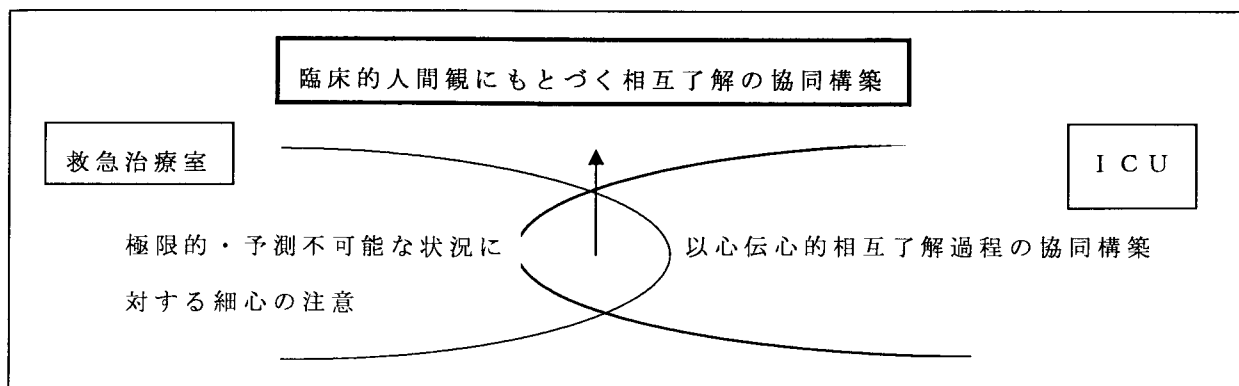 臨床的人間観にもとづく相互了解の協同構築
救急治療室
ICU
極限的・予測不可能な状況に
対する細心の注意
以心伝心的相互了解過程の協同構築